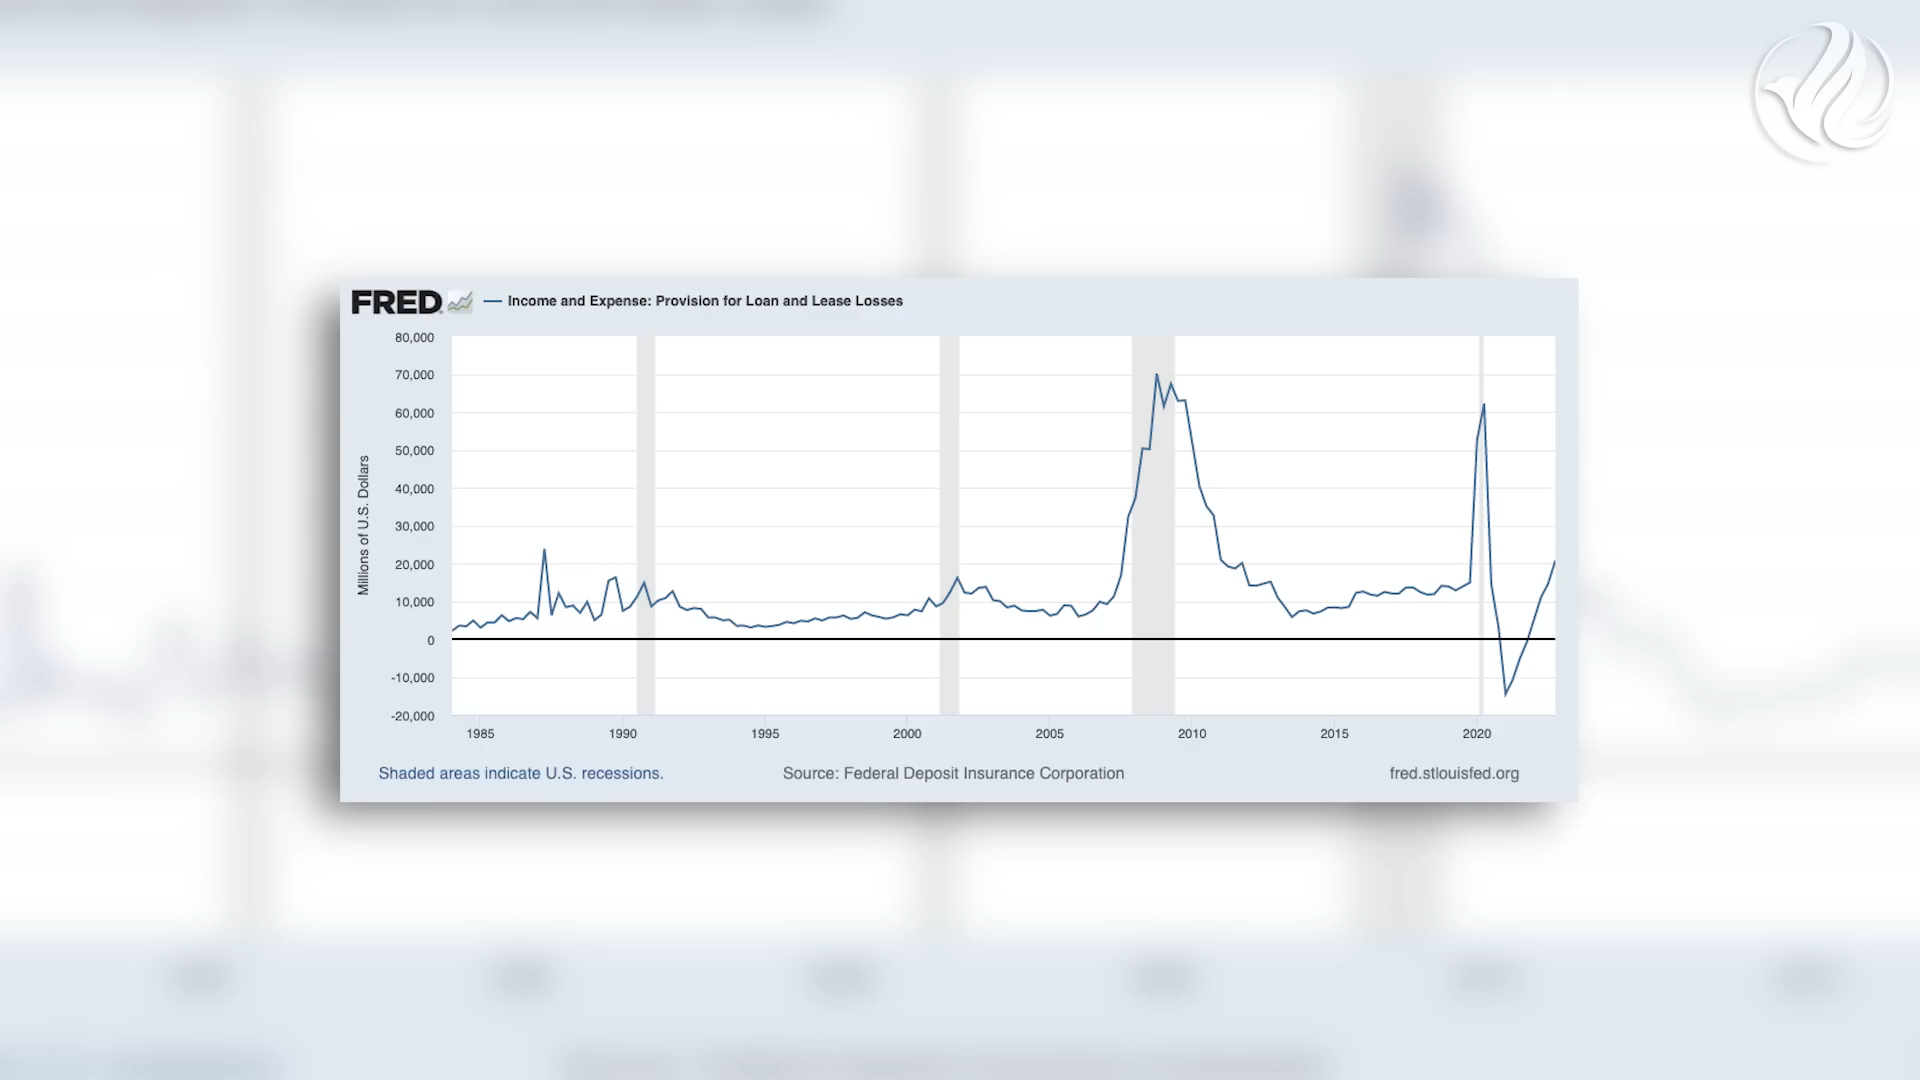 FRED
Income and Expense: Provision for Loan and Lease Losses
80,000
70,000
60,000
50,000
40,000
30,000
20,000
10,000
0
-10,000
-20,000
Millions of U.S. Dollars
1985 1990 1995 2000 2005 2010 2015 2020
Shaded areas indicate U.S. recessions. Source: Federal Deposit Insurance Corporation fred.stlouisfed.org